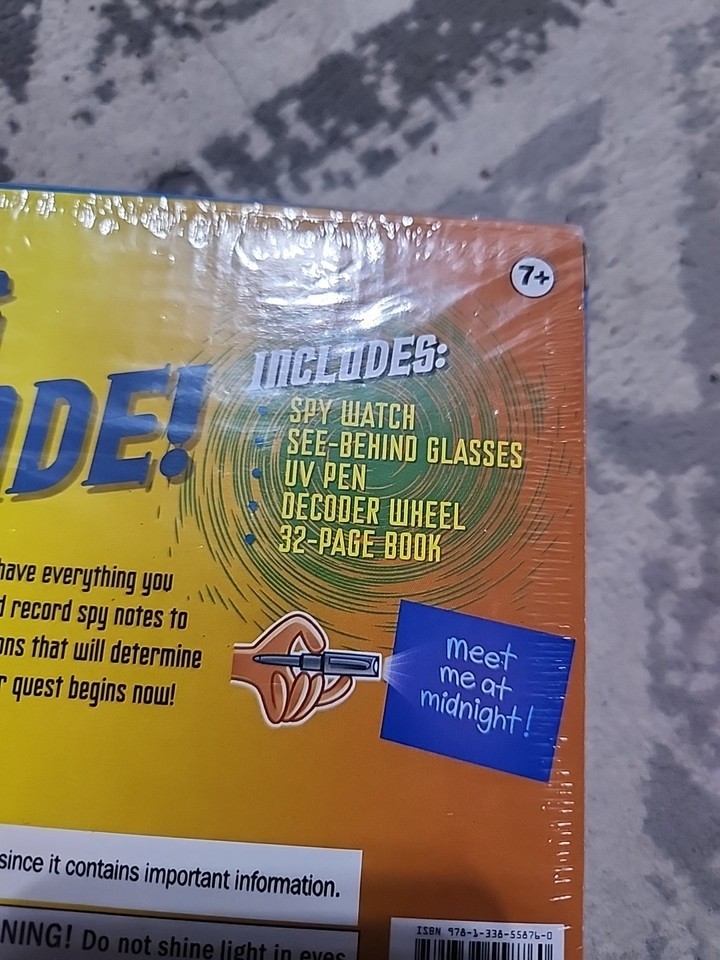 7+
DE!
INCLUDES:
• SPY WATCH
• SEE-BEHIND GLASSES
• UV PEN
• DECODER WHEEL
• 32-PAGE BOOK
have everything you
record spy notes to
that will determine
quest begins now!
meet
me at
midnight!
since it contains important information.
NING! Do not shine light in eyes
ISBN 978-1-338-55876-0